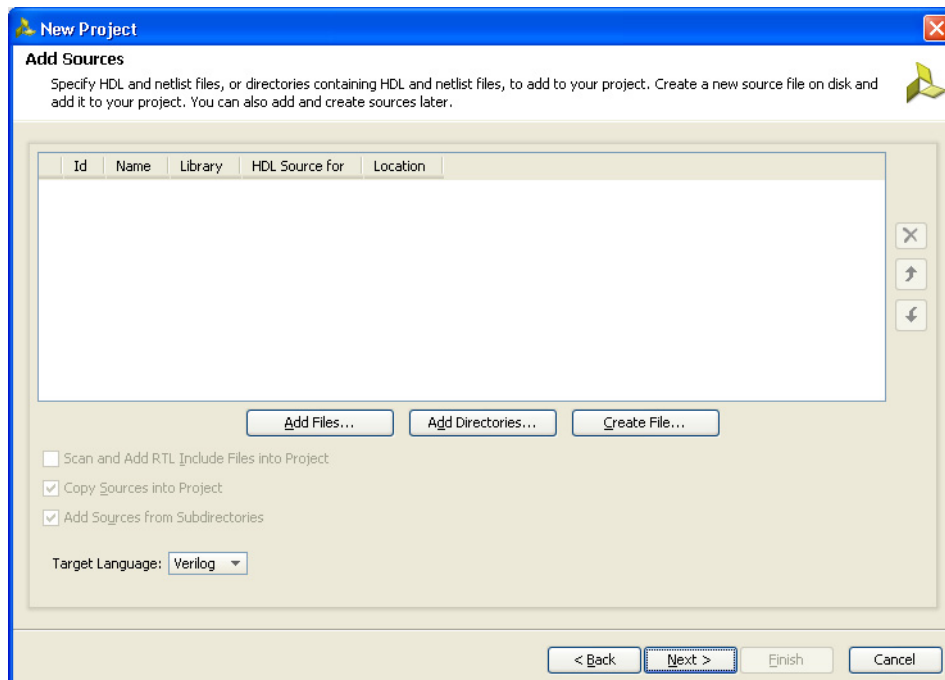 New Project
Add Sources
Specify HDL and netlist files, or directories containing HDL and netlist files, to add to your project. Create a new source file on disk and
add it to your project. You can also add and create sources later.
Id Name Library HDL Source for Location
Add Files... Add Directories... Create File...
Scan and Add RTL Include Files into Project
Copy Sources into Project
Add Sources from Subdirectories
Target Language: Verilog
< Back Next > Finish Cancel